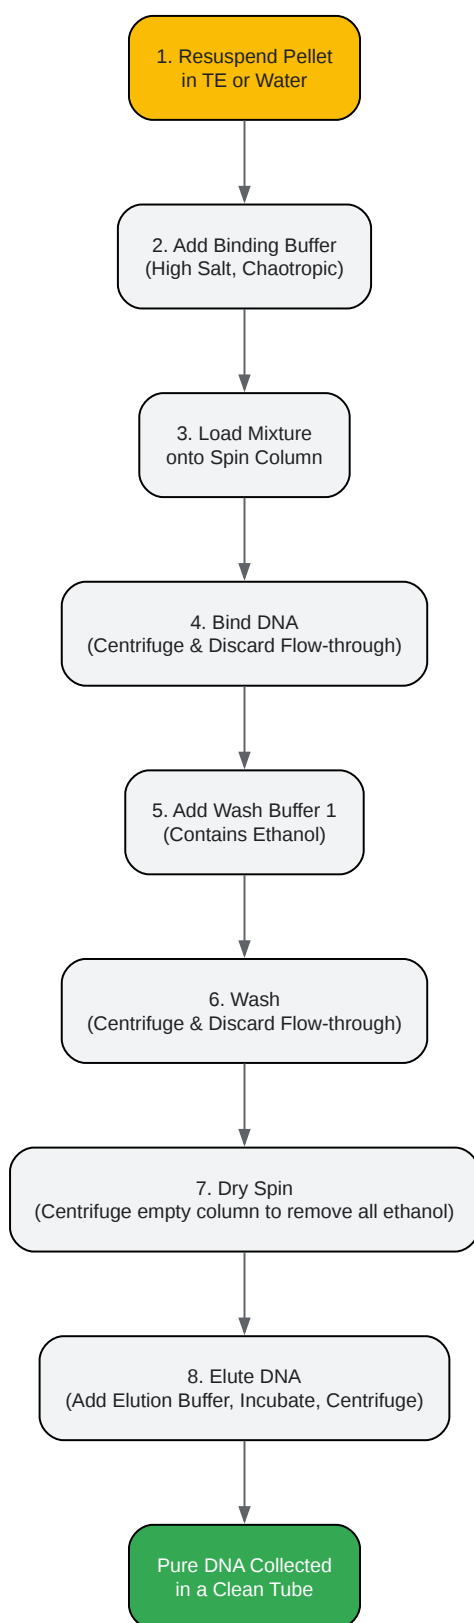 1. Resuspend Pellet
in TE or Water
2. Add Binding Buffer
(High Salt, Chaotropic)
3. Load Mixture
onto Spin Column
4. Bind DNA
(Centrifuge & Discard Flow-through)
5. Add Wash Buffer 1
(Contains Ethanol)
6. Wash
(Centrifuge & Discard Flow-through)
7. Dry Spin
(Centrifuge empty column to remove all ethanol)
8. Elute DNA
(Add Elution Buffer, Incubate, Centrifuge)
Pure DNA Collected
in a Clean Tube